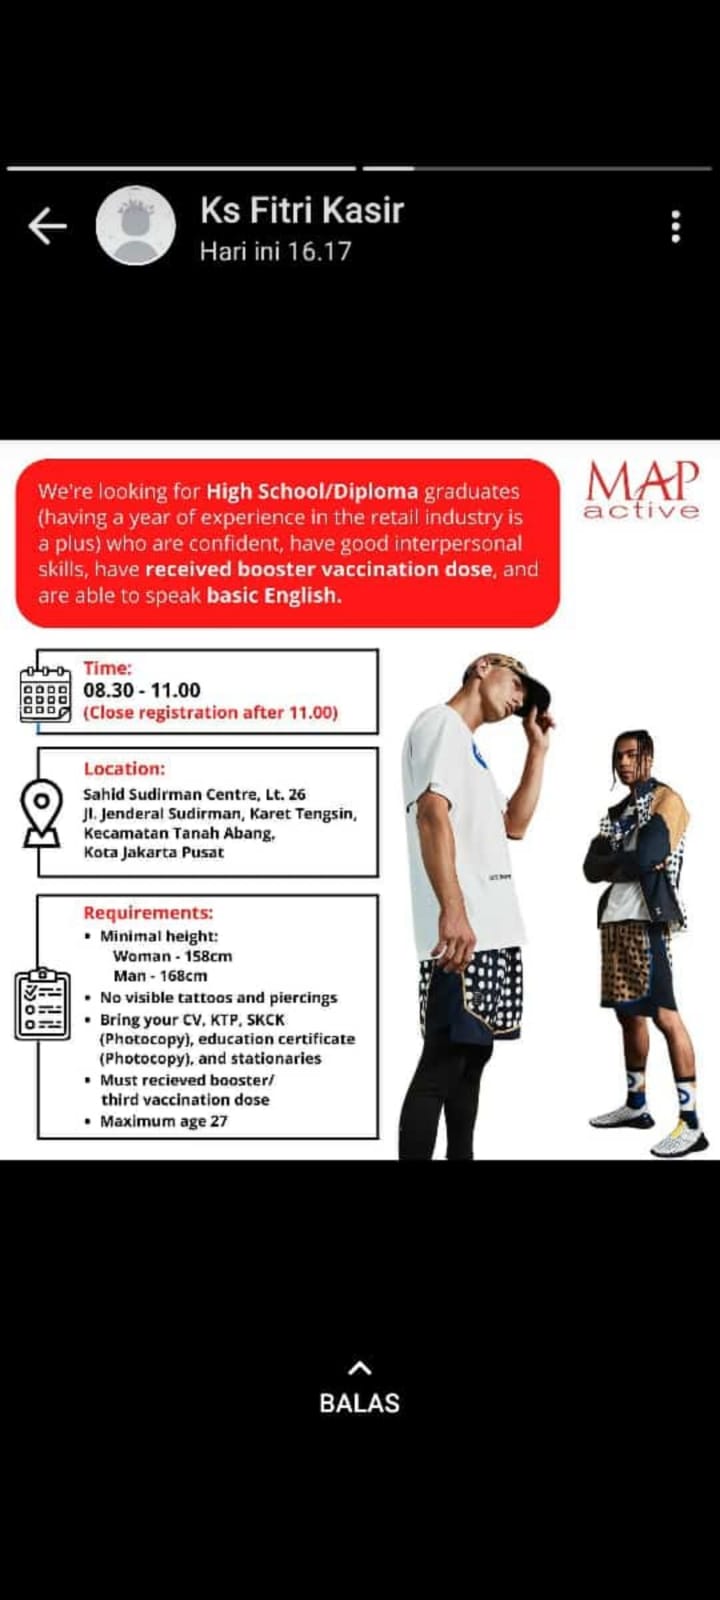 Ks Fitri Kasir
Hari ini 16.17
We're looking for High School/Diploma graduates
(having a year of experience in the retail industry is
a plus) who are confident, have good interpersonal
skills, have received booster vaccination dose, and
are able to speak basic English.
MAP
active
Time:
08.30 - 11.00
(Close registration after 11.00)
Location:
Sahid Sudirman Centre, Lt. 26
Jl. Jenderal Sudirman, Karet Tengsin,
Kecamatan Tanah Abang,
Kota Jakarta Pusat
Requirements:
• Minimal height:
Woman - 158cm
Man - 168cm
• No visible tattoos and piercings
• Bring your CV, KTP, SKCK
(Photocopy), education certificate
(Photocopy), and stationaries
• Must recieved booster/
third vaccination dose
• Maximum age 27
BALAS